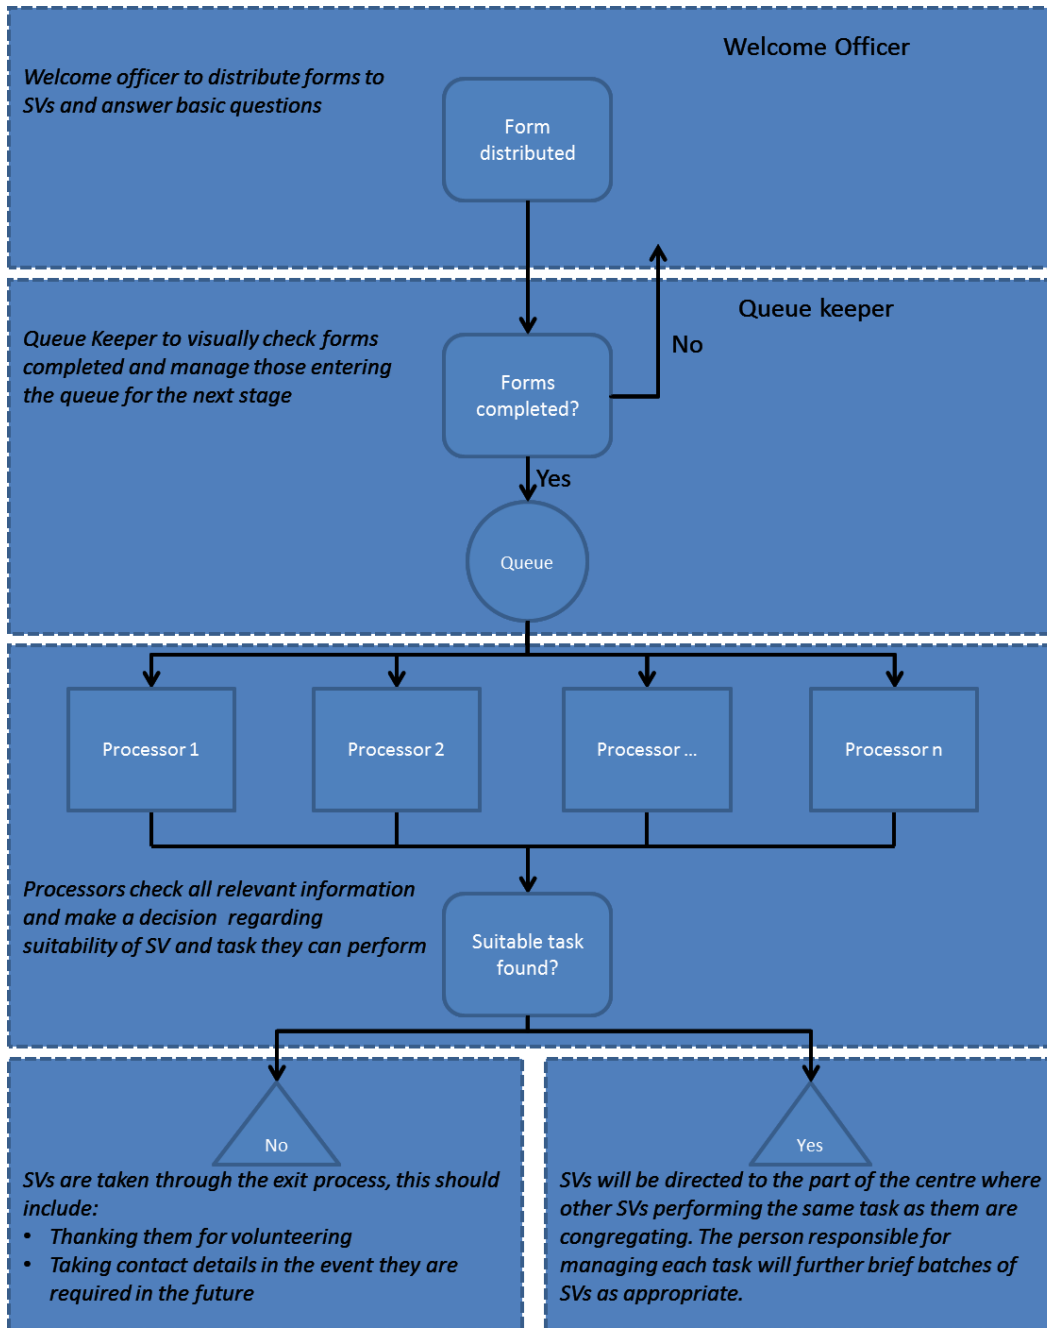 Welcome Officer
Welcome officer to distribute forms to
SVs and answer basic questions
Form
distributed
Queue keeper
Queue Keeper to visually check forms
completed and manage those entering
the queue for the next stage
No
Forms
completed?
Yes
Queue
Processor 1
Processor 2
Processor ...
Processor n
Processors check all relevant information
and make a decision regarding
suitability of SV and task they can perform
Suitable task
found?
No
SVs are taken through the exit process, this should
include:
• Thanking them for volunteering
• Taking contact details in the event they are
required in the future
Yes
SVs will be directed to the part of the centre where
other SVs performing the same task as them are
congregating. The person responsible for
managing each task will further brief batches of
SVs as appropriate.